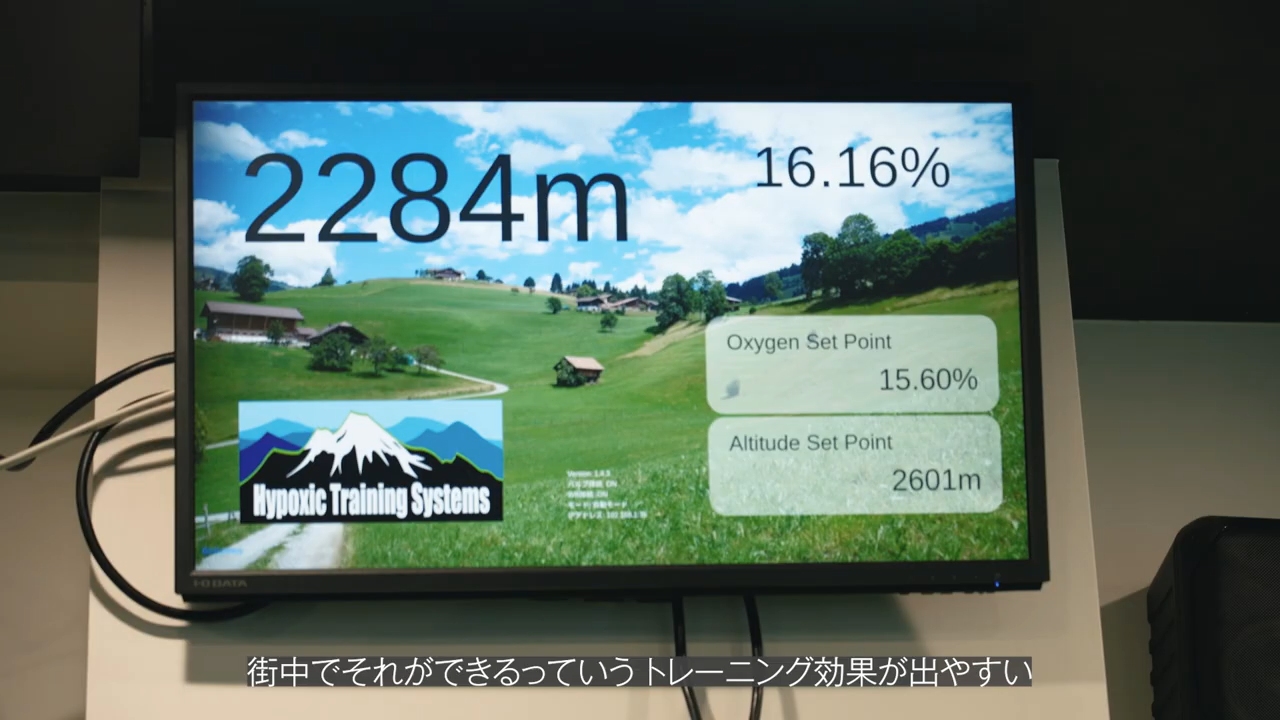 2284m
16.16%
Oxygen Set Point
15.60%
Altitude Set Point
2601m
Hypoxic Training Systems
I-O DATA
街中でそれができるっていう トレーニング効果が出やすい